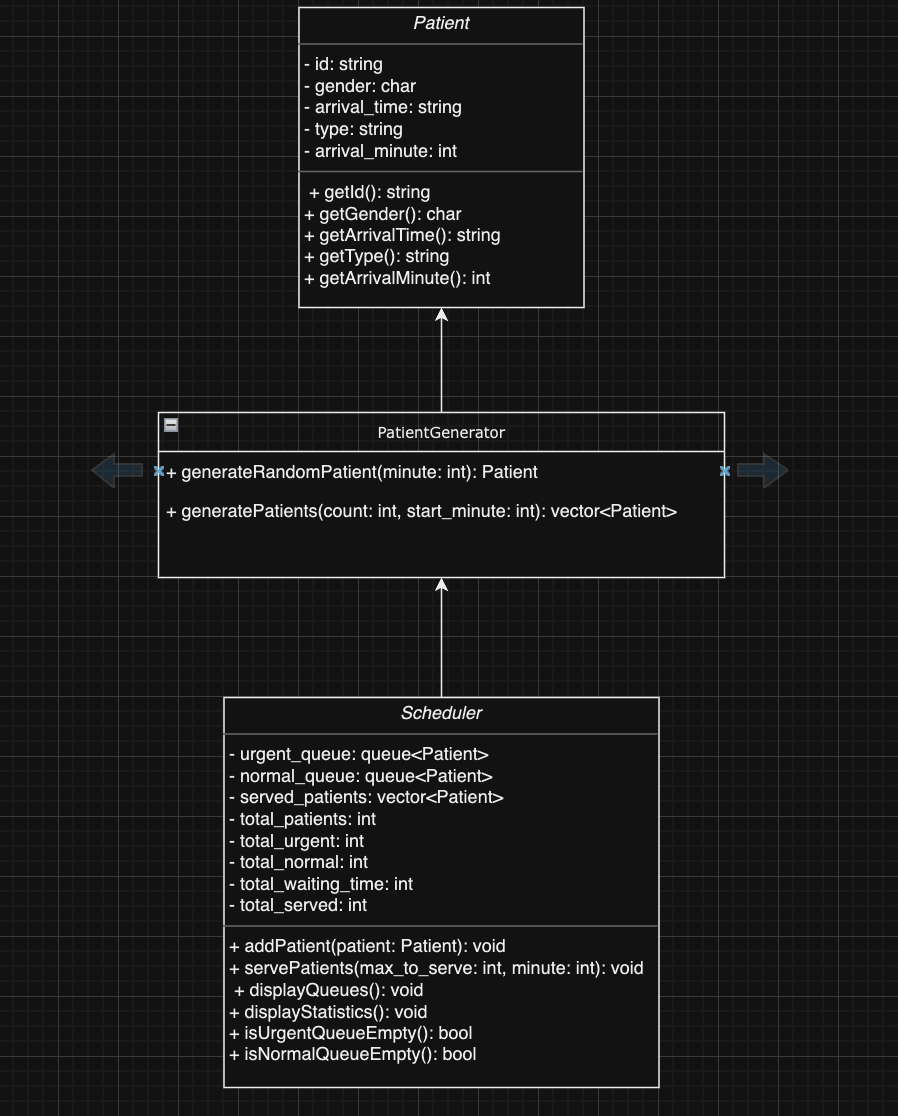 Patient
- id: string
- gender: char
- arrival_time: string
- type: string
- arrival_minute: int
+ getId(): string
+ getGender(): char
+ getArrivalTime(): string
+ getType(): string
+ getArrivalMinute(): int
PatientGenerator
+ generateRandomPatient(minute: int): Patient
+ generatePatients(count: int, start_minute: int): vector<Patient>
Scheduler
- urgent_queue: queue<Patient>
- normal_queue: queue<Patient>
- served_patients: vector<Patient>
- total_patients: int
- total_urgent: int
- total_normal: int
- total_waiting_time: int
- total_served: int
+ addPatient(patient: Patient): void
+ servePatients(max_to_serve: int, minute: int): void
+ displayQueues(): void
+ displayStatistics(): void
+ isUrgentQueueEmpty(): bool
+ isNormalQueueEmpty(): bool